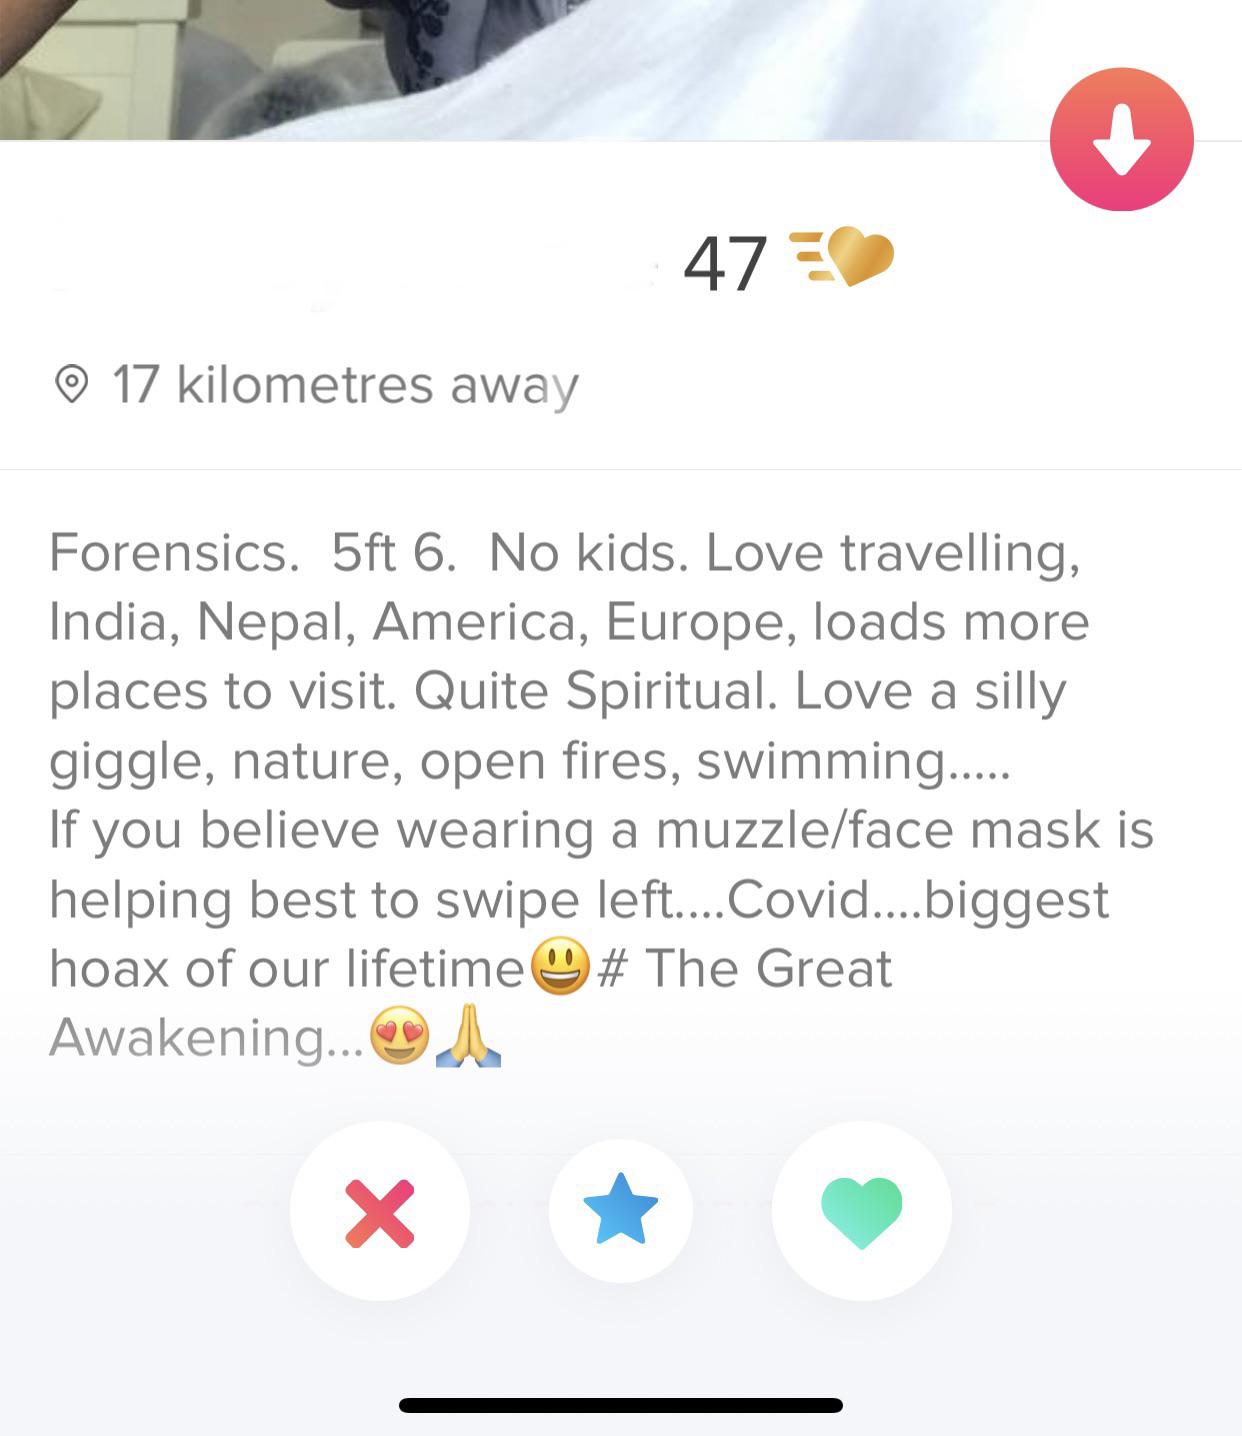 47
17 kilometres away
Forensics.  5ft 6.  No kids. Love travelling,
India, Nepal, America, Europe, loads more
places to visit. Quite Spiritual. Love a silly
giggle, nature, open fires, swimming.....
If you believe wearing a muzzle/face mask is
helping best to swipe left....Covid....biggest
hoax of our lifetime😃# The Great
Awakening...😍🙏